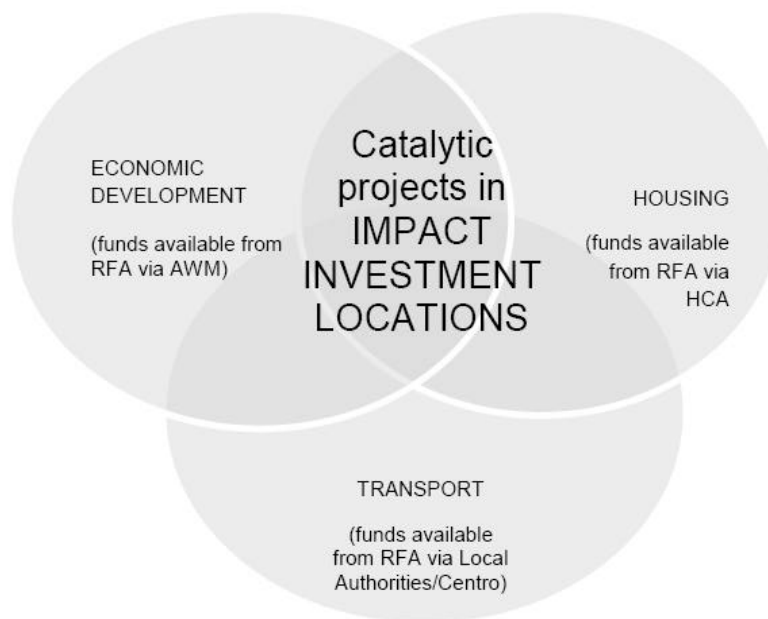 Catalytic
projects in
IMPACT
INVESTMENT
LOCATIONS
ECONOMIC
DEVELOPMENT
(funds available from
RFA via AWM)
HOUSING
(funds available
from RFA via
HCA
TRANSPORT
(funds available
from RFA via Local
Authorities/Centro)